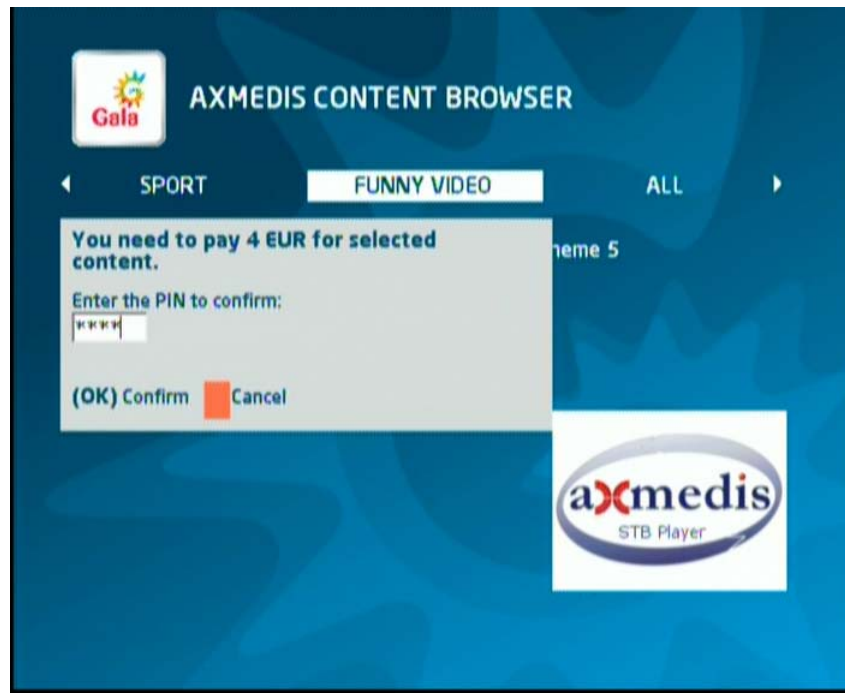 Gala
AXMEDIS CONTENT BROWSER
SPORT FUNNY VIDEO ALL
You need to pay 4 EUR for selected
content.
heme 5
Enter the PIN to confirm:
****
(OK) Confirm Cancel
axmedis
STB Player